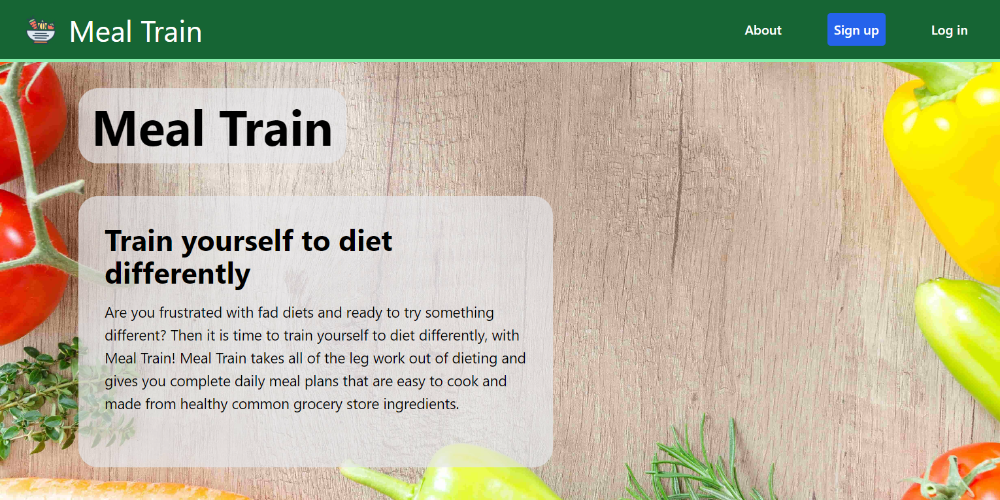 Meal Train
About
Sign up
Log in
Meal Train
Train yourself to diet
differently
Are you frustrated with fad diets and ready to try something
different? Then it is time to train yourself to diet differently, with
Meal Train! Meal Train takes all of the leg work out of dieting and
gives you complete daily meal plans that are easy to cook and
made from healthy common grocery store ingredients.